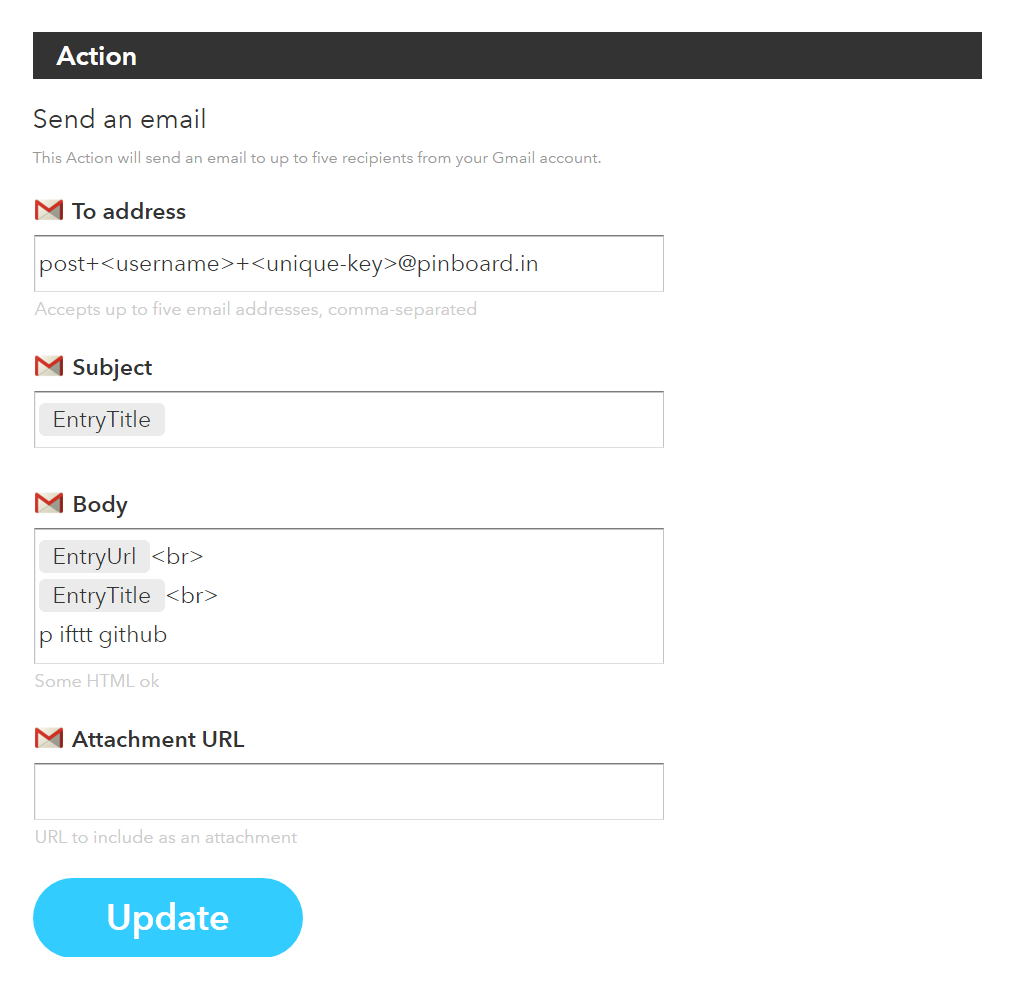 Action
Send an email
This Action will send an email to up to five recipients from your Gmail account.
To address
post+<username>+<unique-key>@pinboard.in
Accepts up to five email addresses, comma-separated
Subject
EntryTitle
Body
EntryUrl <br>
EntryTitle <br>
p ifttt github
Some HTML ok
Attachment URL
URL to include as an attachment
Update